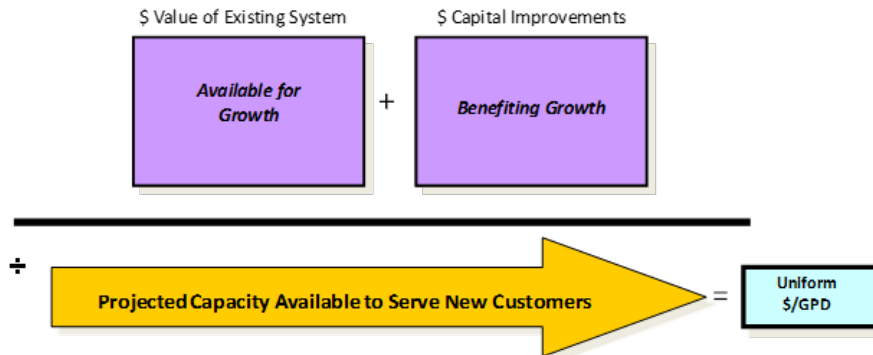 $ Value of Existing System
$ Capital Improvements
Available for
Growth
+
Benefiting Growth
÷
Projected Capacity Available to Serve New Customers
=
Uniform
$/GPD